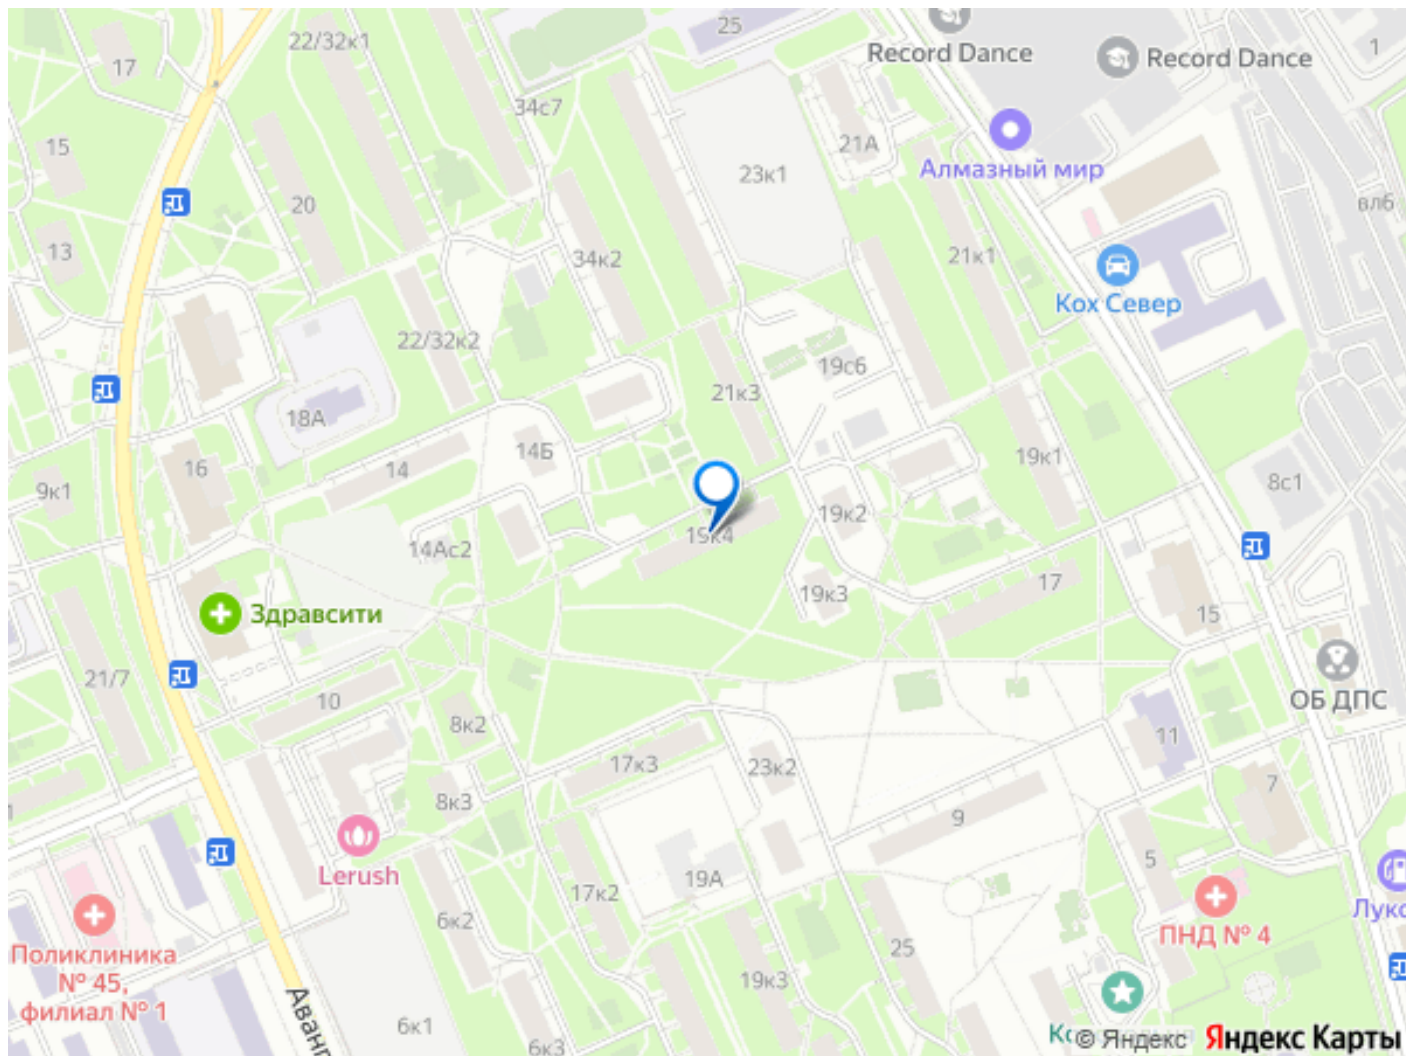 25
Record Dance
Record Dance
1
22/32к1
17
34с7
21А
Алмазный мир
15
23к1
20
вл6
13
34к2
21к1
Кох Север
22/32к2
19с6
21к3
18А
14Б
16
14
19к1
9к1
8с1
19к2
19к4
14Ас2
17
19к3
Здравсити
15
21/7
10
ОБ ДПС
8к2
11
17к3
23к2
7
8к3
9
5
Lerush
19А
17к2
6к2
ПНД № 4
25
Поликлиника
№ 45,
филиал № 1
19к3
6к1
6к3
© Яндекс
Яндекс Карты